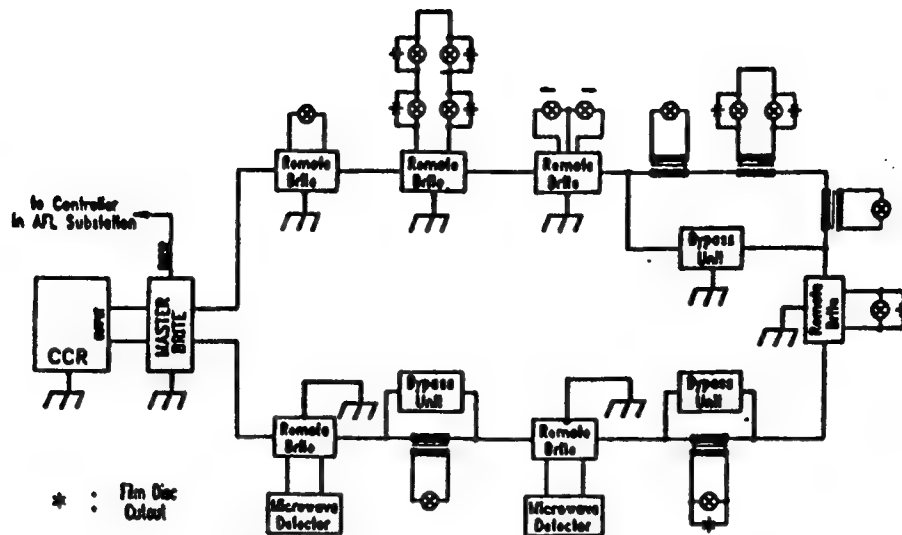 to Controller
in AFL Substation
CCR
OUTPUT
MASTER
BRITE
Remote
Brite
Remote
Brite
Remote
Brite
Bypass
Unit
Remote
Brite
Remote
Brite
Bypass
Unit
Remote
Brite
Bypass
Unit
Microwave
Detector
Microwave
Detector
* : Film Disc
Cutout